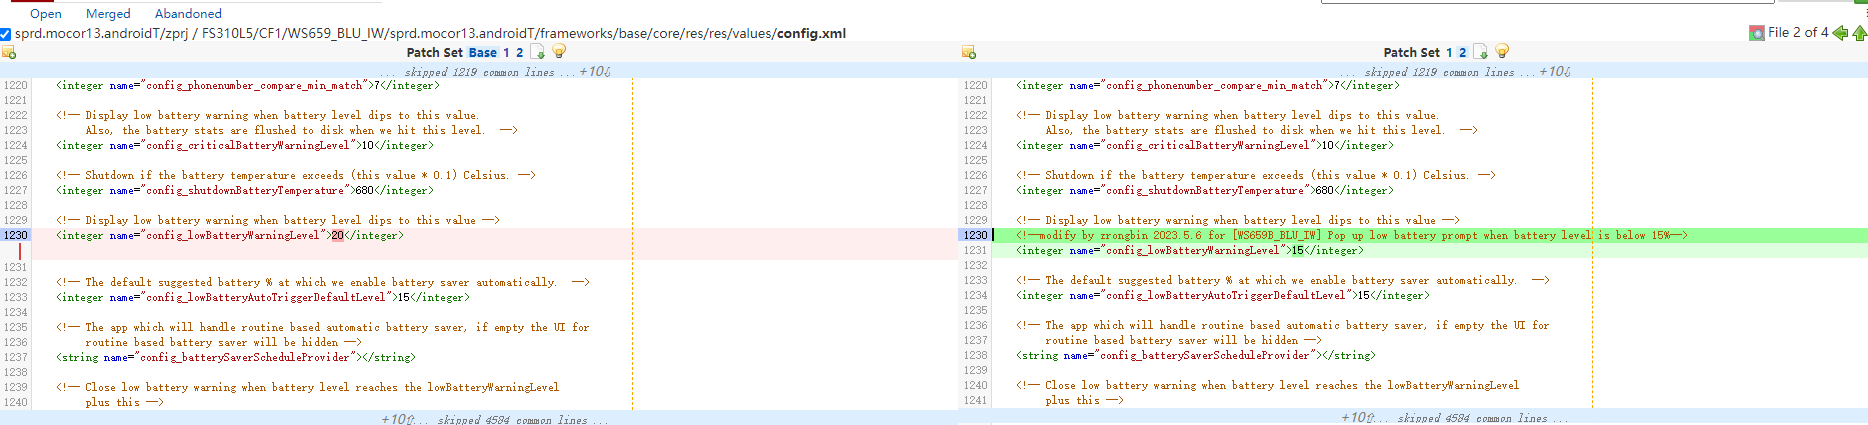 Open Merged Abandoned
sprd.mocor13.androidT/zprj / FS310L5/CF1/WS659_BLU_IW/sprd.mocor13.androidT/frameworks/base/core/res/res/values/config.xml
File 2 of 4
Patch Set Base 1 2
... skipped 1219 common lines ... +10⇩
1220 <integer name="config_phonenumber_compare_min_match">7</integer>
1221
1222 <!-- Display low battery warning when battery level dips to this value.
1223 Also, the battery stats are flushed to disk when we hit this level. -->
1224 <integer name="config_criticalBatteryWarningLevel">10</integer>
1225
1226 <!-- Shutdown if the battery temperature exceeds (this value * 0.1) Celsius. -->
1227 <integer name="config_shutdownBatteryTemperature">680</integer>
1228
1229 <!-- Display low battery warning when battery level dips to this value -->
1230 <integer name="config_lowBatteryWarningLevel">20</integer>
1231
1232 <!-- The default suggested battery % at which we enable battery saver automatically. -->
1233 <integer name="config_lowBatteryAutoTriggerDefaultLevel">15</integer>
1234
1235 <!-- The app which will handle routine based automatic battery saver, if empty the UI for
1236 routine based battery saver will be hidden -->
1237 <string name="config_batterySaverScheduleProvider"></string>
1238
1239 <!-- Close low battery warning when battery level reaches the lowBatteryWarningLevel
1240 plus this -->
+10⇧... skipped 4584 common lines ...
Patch Set 1 2
... skipped 1219 common lines ... +10⇩
1220 <integer name="config_phonenumber_compare_min_match">7</integer>
1221
1222 <!-- Display low battery warning when battery level dips to this value.
1223 Also, the battery stats are flushed to disk when we hit this level. -->
1224 <integer name="config_criticalBatteryWarningLevel">10</integer>
1225
1226 <!-- Shutdown if the battery temperature exceeds (this value * 0.1) Celsius. -->
1227 <integer name="config_shutdownBatteryTemperature">680</integer>
1228
1229 <!-- Display low battery warning when battery level dips to this value -->
1230 <!--modify by zrongbin 2023.5.6 for [WS659B_BLU_IW] Pop up low battery prompt when battery level is below 15%-->
1231 <integer name="config_lowBatteryWarningLevel">15</integer>
1232
1233 <!-- The default suggested battery % at which we enable battery saver automatically. -->
1234 <integer name="config_lowBatteryAutoTriggerDefaultLevel">15</integer>
1235
1236 <!-- The app which will handle routine based automatic battery saver, if empty the UI for
1237 routine based battery saver will be hidden -->
1238 <string name="config_batterySaverScheduleProvider"></string>
1239
1240 <!-- Close low battery warning when battery level reaches the lowBatteryWarningLevel
1241 plus this -->
+10⇧... skipped 4584 common lines ...